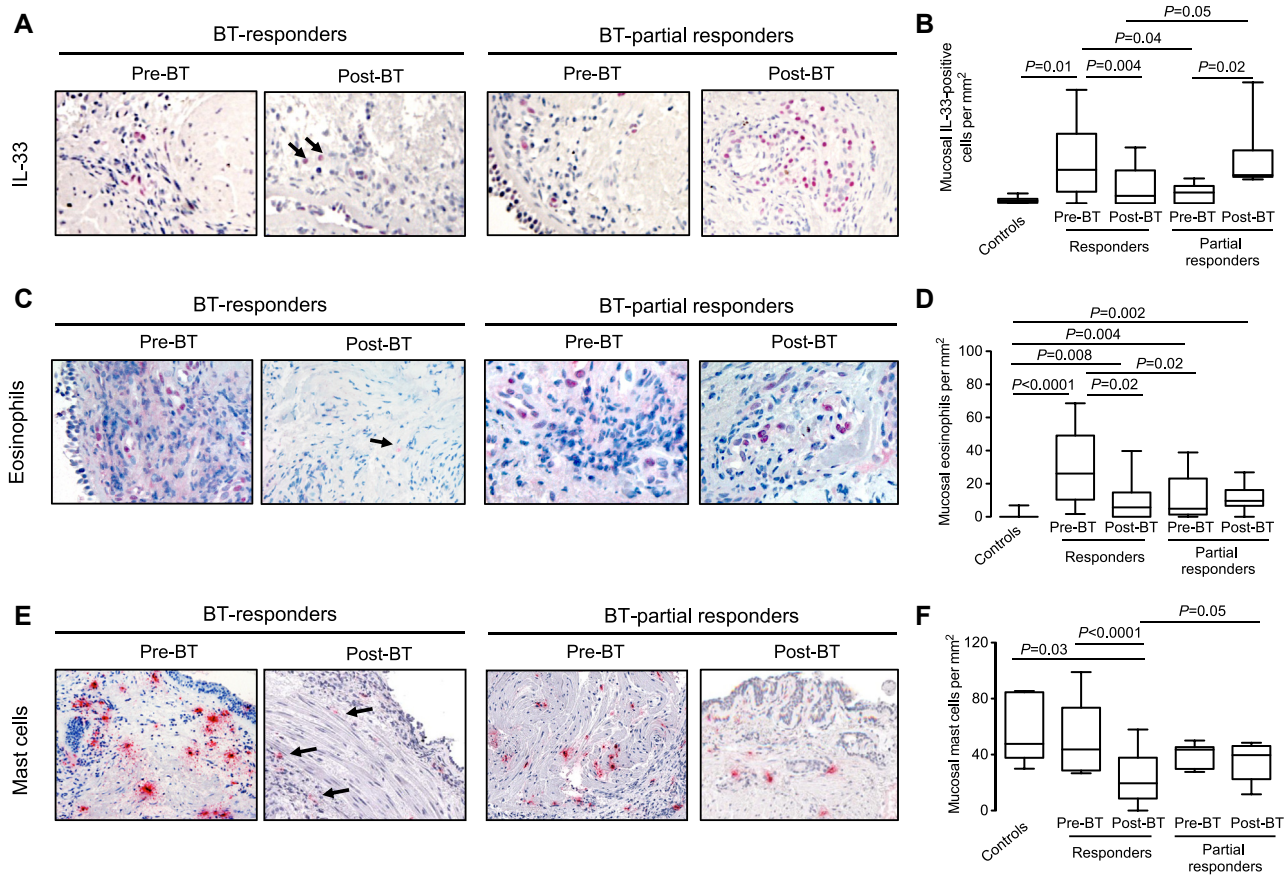 A
BT-responders
BT-partial responders
Pre-BT
Post-BT
Pre-BT
Post-BT
IL-33
B
Mucosal IL-33-positive
cells per mm2
P=0.05
P=0.04
P=0.01
P=0.004
P=0.02
Controls
Pre-BT
Post-BT
Pre-BT
Post-BT
Responders
Partial
responders
C
BT-responders
BT-partial responders
Pre-BT
Post-BT
Pre-BT
Post-BT
Eosinophils
D
Mucosal eosinophils per mm2
100
80
60
40
20
0
P=0.002
P=0.004
P=0.008
P=0.02
P<0.0001
P=0.02
Controls
Pre-BT
Post-BT
Pre-BT
Post-BT
Responders
Partial
responders
E
BT-responders
BT-partial responders
Pre-BT
Post-BT
Pre-BT
Post-BT
Mast cells
F
Mucosal mast cells per mm2
120
80
40
0
P=0.05
P<0.0001
P=0.03
Controls
Pre-BT
Post-BT
Pre-BT
Post-BT
Responders
Partial
responders